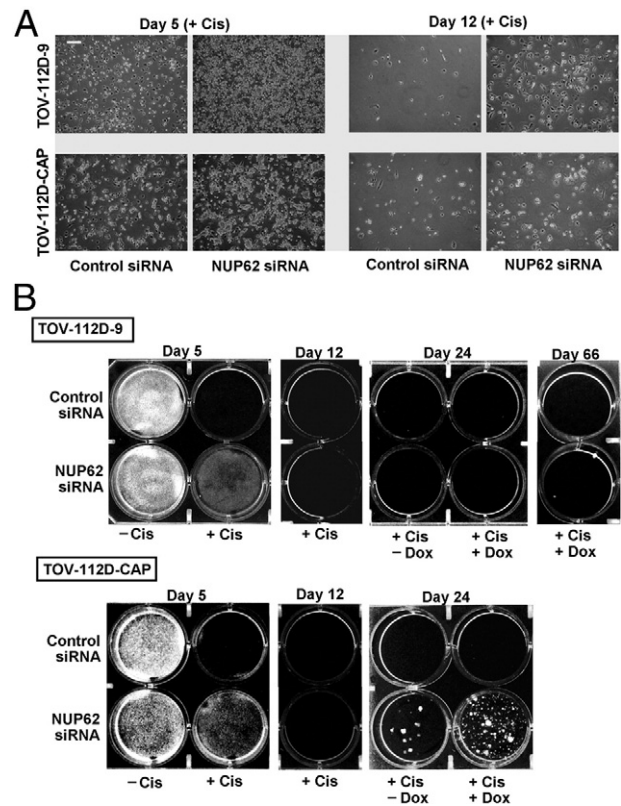 A
Day 5 (+ Cis) Day 12 (+ Cis)
TOV-112D-9
TOV-112D-CAP
Control siRNA NUP62 siRNA Control siRNA NUP62 siRNA
B
TOV-112D-9
Day 5 Day 12 Day 24 Day 66
Control
siRNA
NUP62
siRNA
–Cis + Cis + Cis + Cis + Cis + Cis
– Dox + Dox + Dox
TOV-112D-CAP
Day 5 Day 12 Day 24
Control
siRNA
NUP62
siRNA
–Cis + Cis + Cis + Cis + Cis
– Dox + Dox